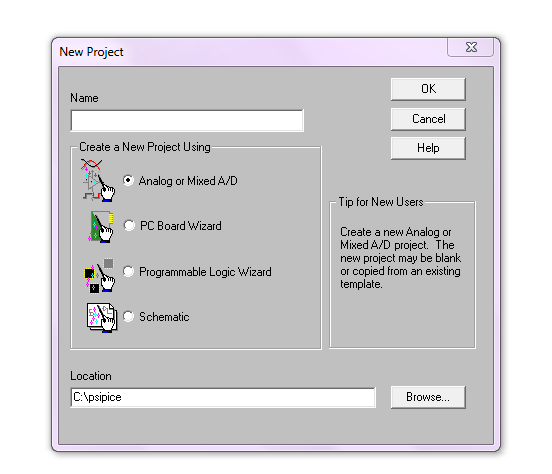 New Project
Name
OK
Cancel
Help
Create a New Project Using
Analog or Mixed A/D
PC Board Wizard
Programmable Logic Wizard
Schematic
Tip for New Users
Create a new Analog or
Mixed A/D project. The
new project may be blank
or copied from an existing
template.
Location
C:\psipice
Browse...